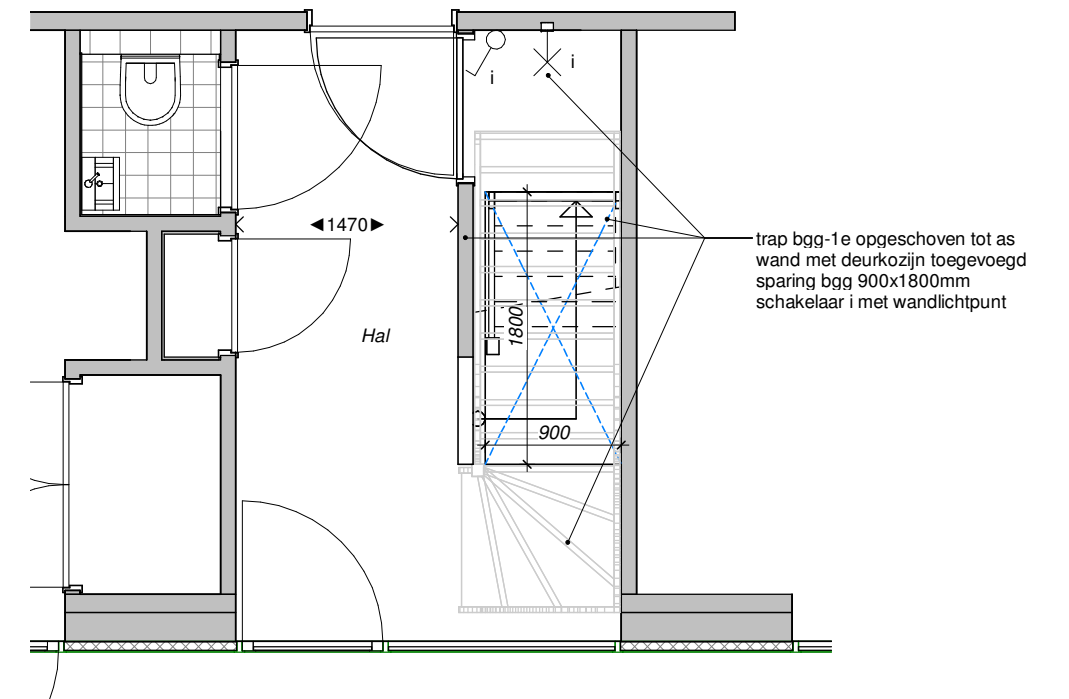 i
i
◄1470►
trap bgg-1e opgeschoven tot as
wand met deurkozijn toegevoegd
sparing bgg 900x1800mm
schakelaar i met wandlichtpunt
Hal
1800
900